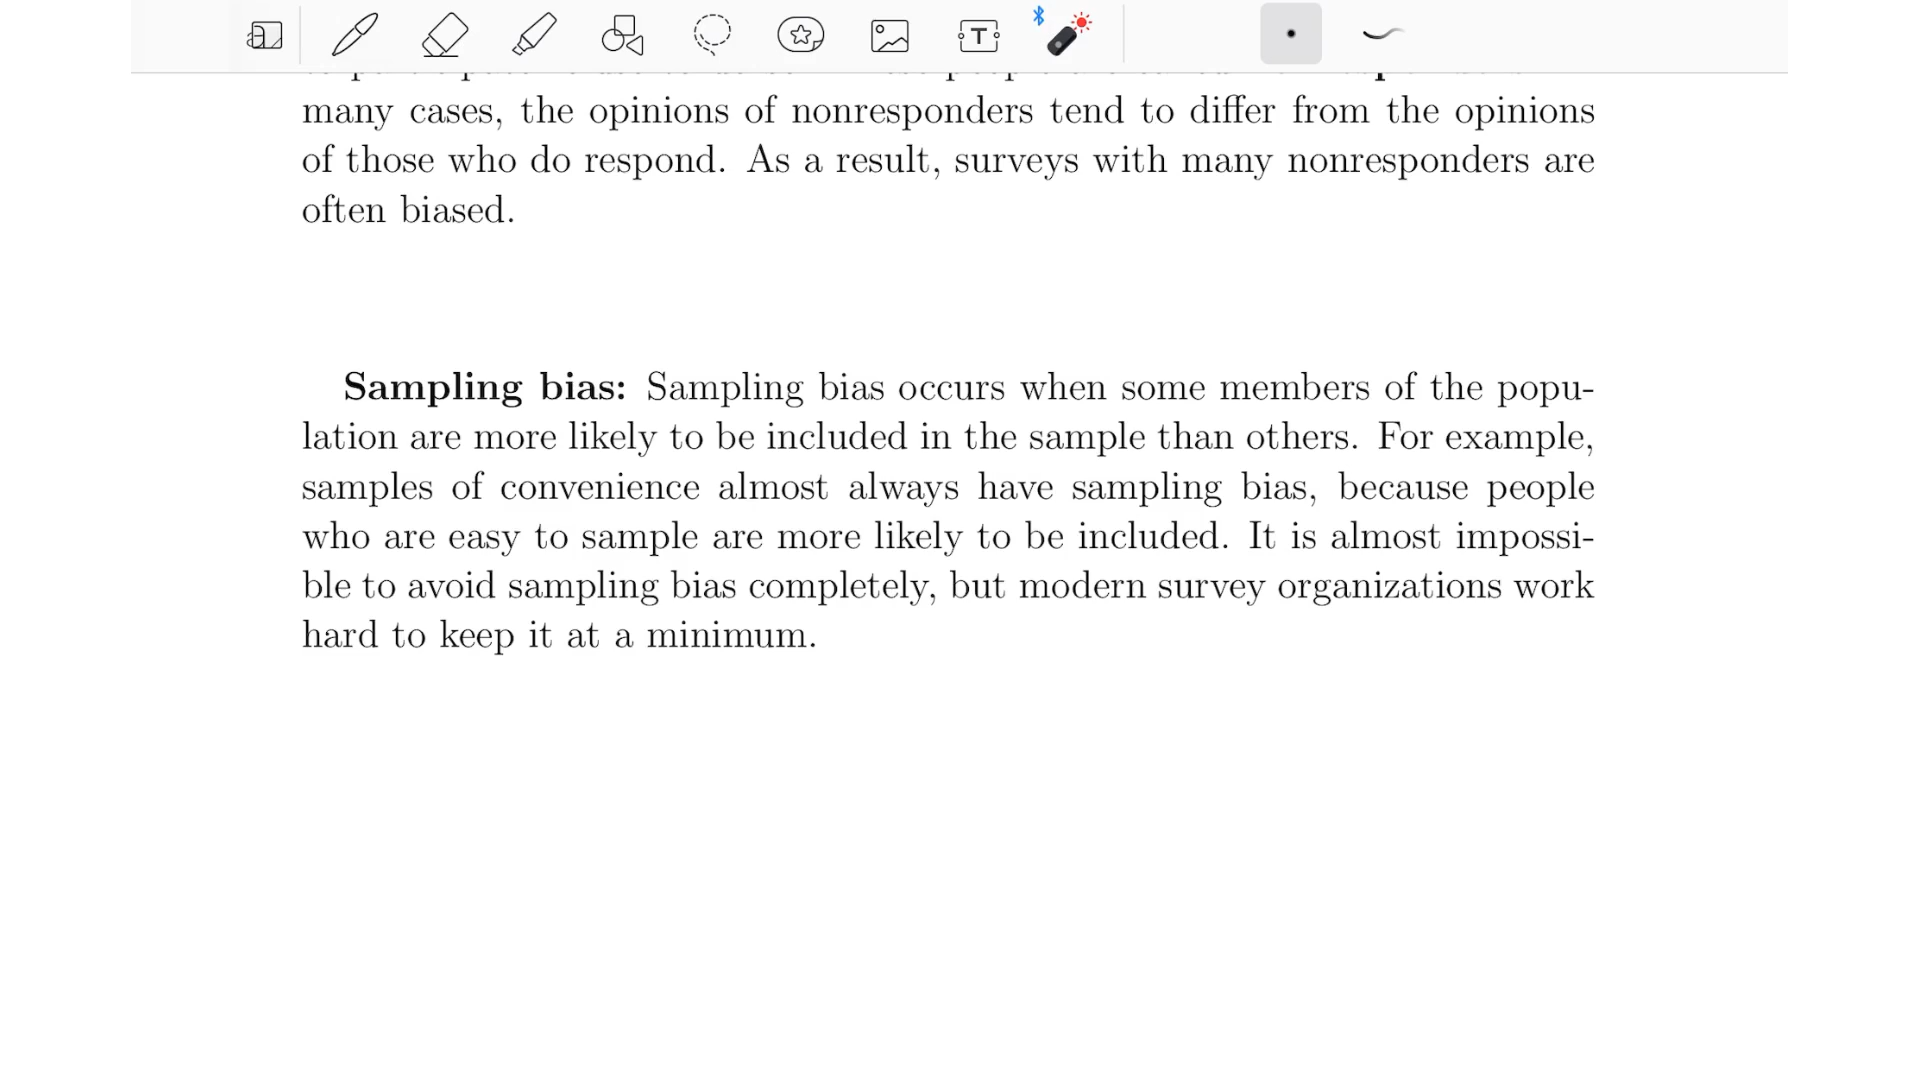 many cases, the opinions of nonresponders tend to differ from the opinions
of those who do respond. As a result, surveys with many nonresponders are
often biased.
Sampling bias: Sampling bias occurs when some members of the popu-
lation are more likely to be included in the sample than others. For example,
samples of convenience almost always have sampling bias, because people
who are easy to sample are more likely to be included. It is almost impossi-
ble to avoid sampling bias completely, but modern survey organizations work
hard to keep it at a minimum.